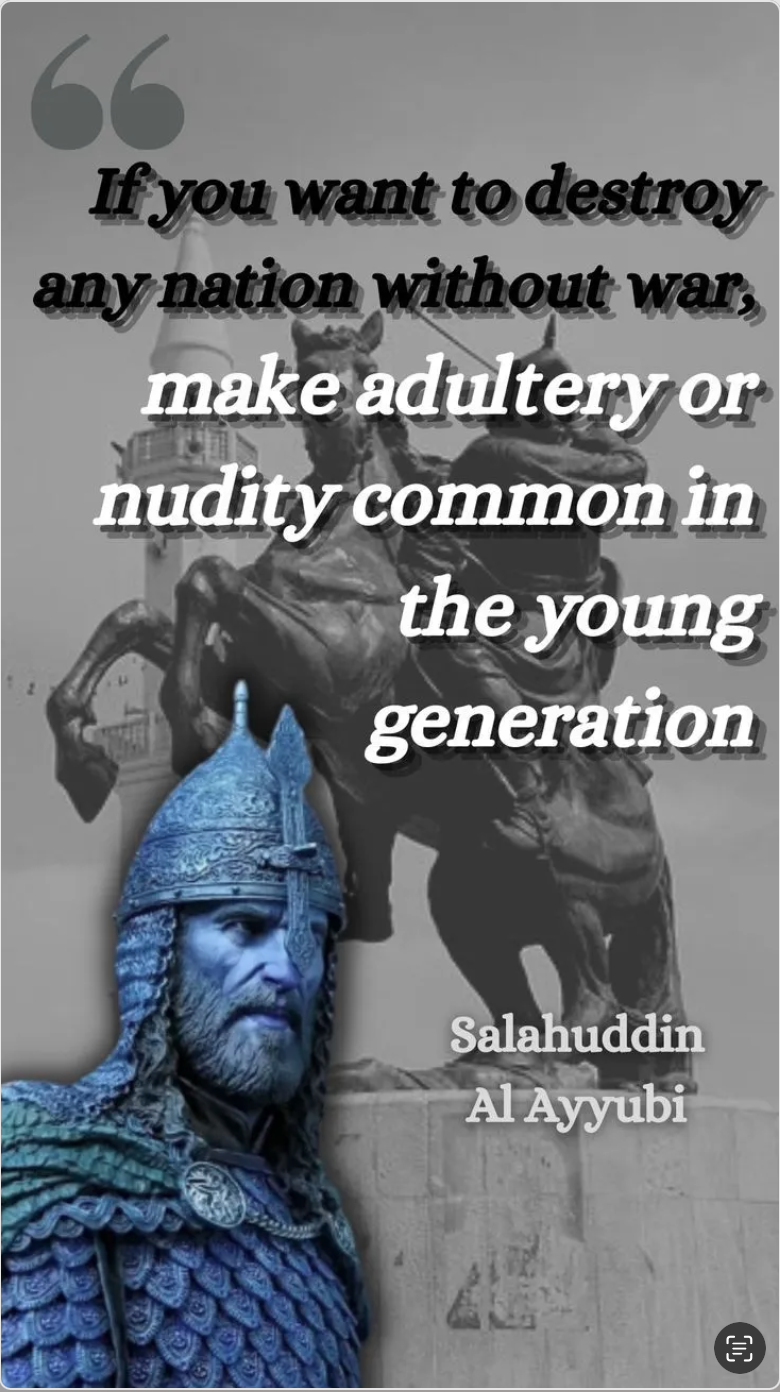 “
If you want to destroy
any nation without war,
make adultery or
nudity common in
the young
generation
Salahuddin
Al Ayyubi